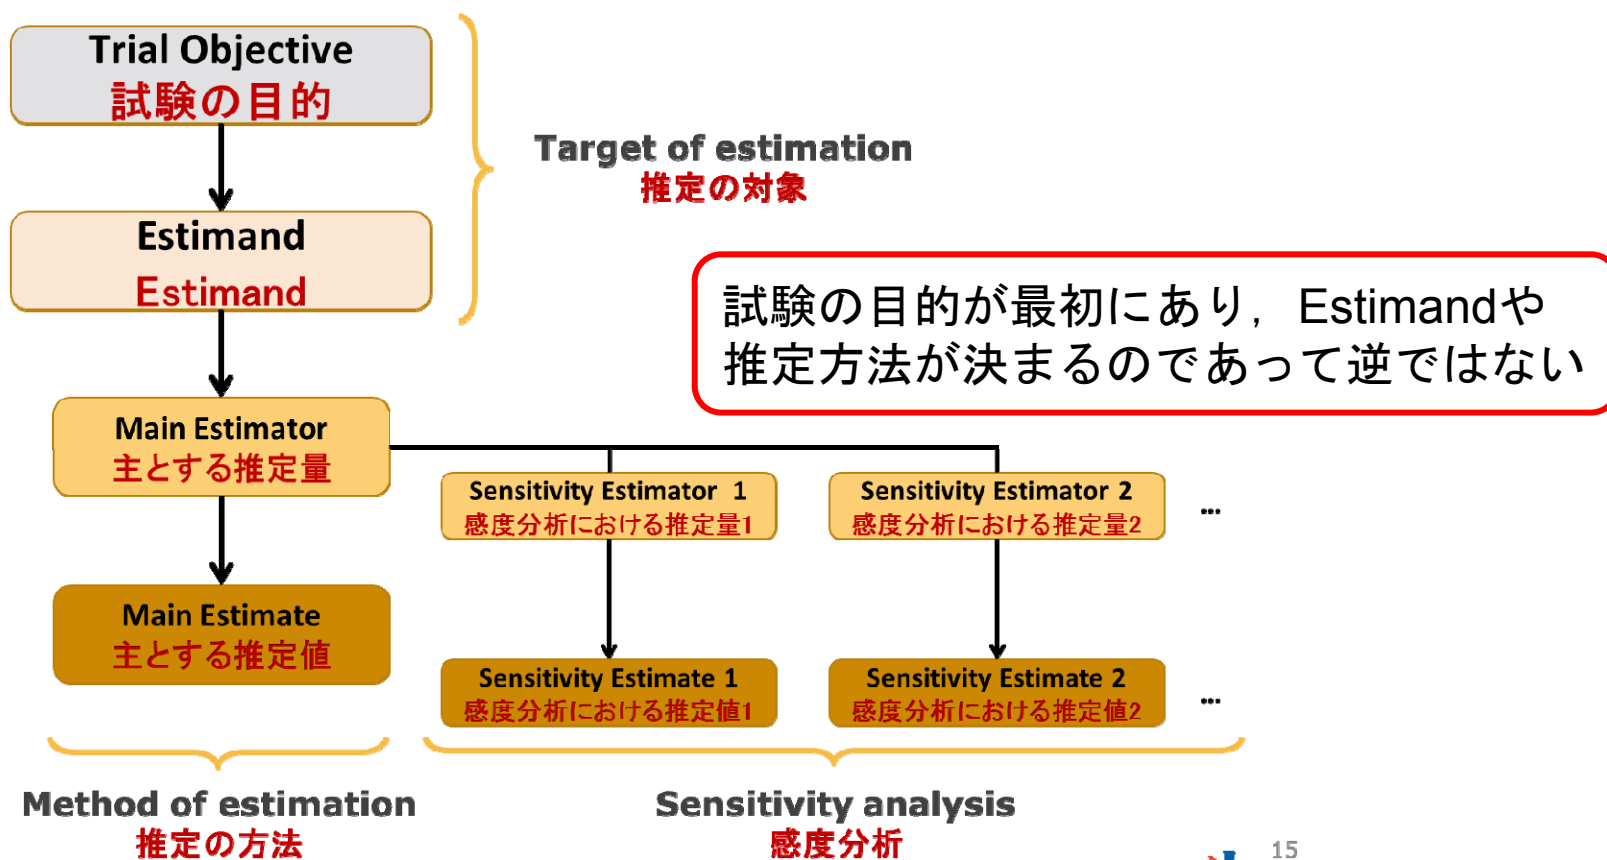 Trial Objective
試験の目的
Target of estimation
推定の対象
Estimand
Estimand
試験の目的が最初にあり，Estimandや
推定方法が決まるのであって逆ではない
Main Estimator
主とする推定量
Sensitivity Estimator 1
感度分析における推定量1
Sensitivity Estimator 2
感度分析における推定量2
...
Main Estimate
主とする推定値
Sensitivity Estimate 1
感度分析における推定値1
Sensitivity Estimate 2
感度分析における推定値2
...
Method of estimation
推定の方法
Sensitivity analysis
感度分析
15